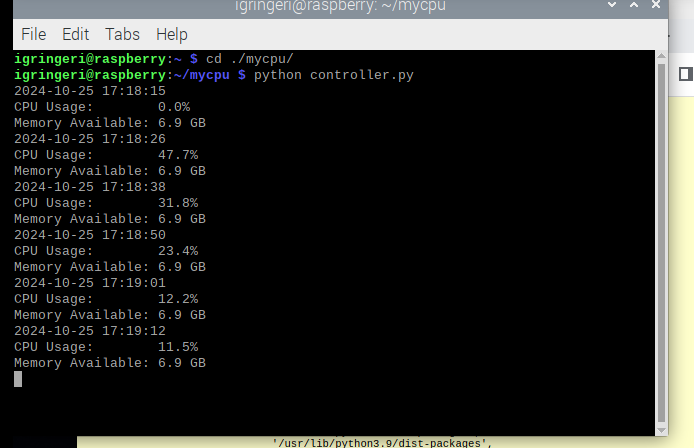 igringeri@raspberry: ~/mycpu
File Edit Tabs Help
igringeri@raspberry:~ $ cd ./mycpu/
igringeri@raspberry:~/mycpu $ python controller.py
2024-10-25 17:18:15
CPU Usage:        0.0%
Memory Available: 6.9 GB
2024-10-25 17:18:26
CPU Usage:        47.7%
Memory Available: 6.9 GB
2024-10-25 17:18:38
CPU Usage:        31.8%
Memory Available: 6.9 GB
2024-10-25 17:18:50
CPU Usage:        23.4%
Memory Available: 6.9 GB
2024-10-25 17:19:01
CPU Usage:        12.2%
Memory Available: 6.9 GB
2024-10-25 17:19:12
CPU Usage:        11.5%
Memory Available: 6.9 GB
'/usr/lib/python3.9/dist-packages',